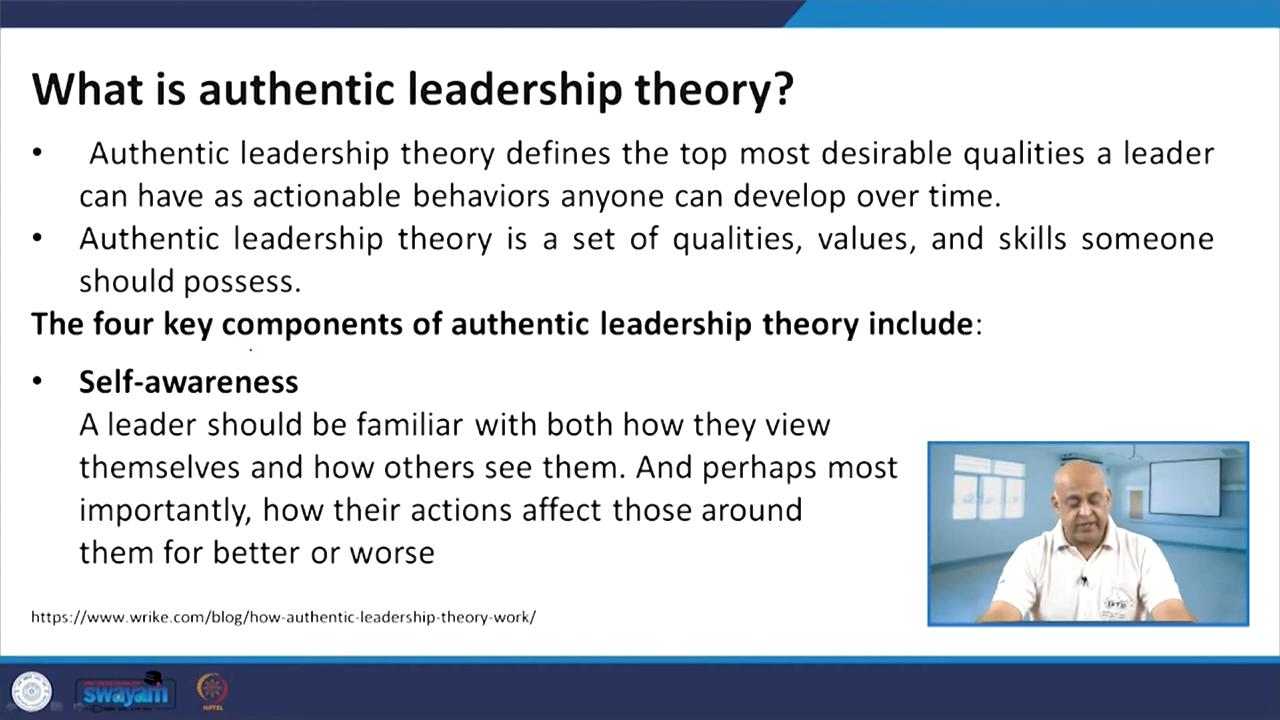 What is authentic leadership theory?
• Authentic leadership theory defines the top most desirable qualities a leader
can have as actionable behaviors anyone can develop over time.
• Authentic leadership theory is a set of qualities, values, and skills someone
should possess.
The four key components of authentic leadership theory include:
• Self-awareness
A leader should be familiar with both how they view
themselves and how others see them. And perhaps most
importantly, how their actions affect those around
them for better or worse
https://www.wrike.com/blog/how-authentic-leadership-theory-work/
swayam
NPTEL